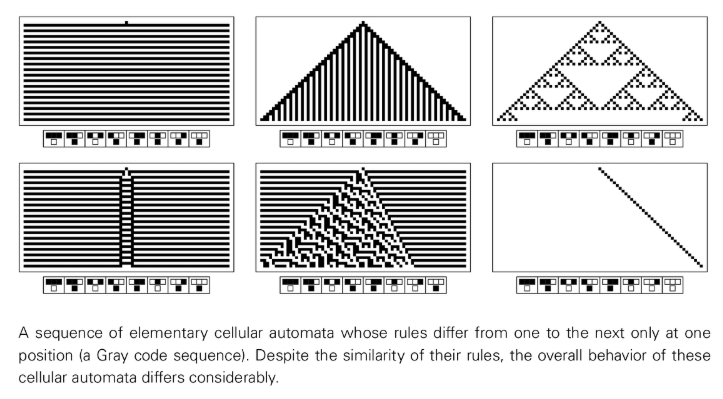 A sequence of elementary cellular automata whose rules differ from one to the next only at one
position (a Gray code sequence). Despite the similarity of their rules, the overall behavior of these
cellular automata differs considerably.